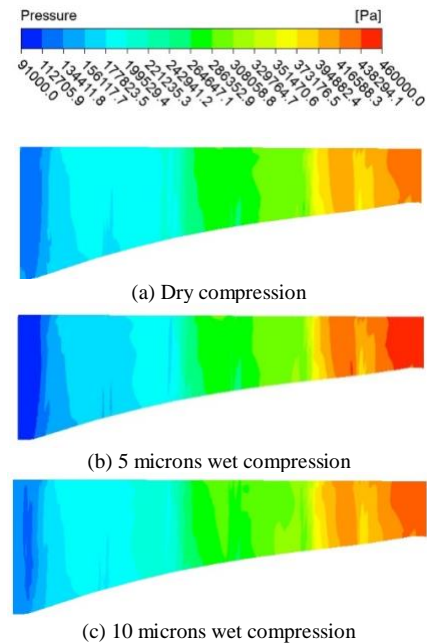 Pressure [Pa]
91000.0 112705.9 134411.8 156117.7 177823.5 199529.4 221235.3 242941.2 264647.1 286352.9 308058.8 329764.7 351470.6 373176.5 394882.4 416588.3 438294.1 460000.0
(a) Dry compression
(b) 5 microns wet compression
(c) 10 microns wet compression